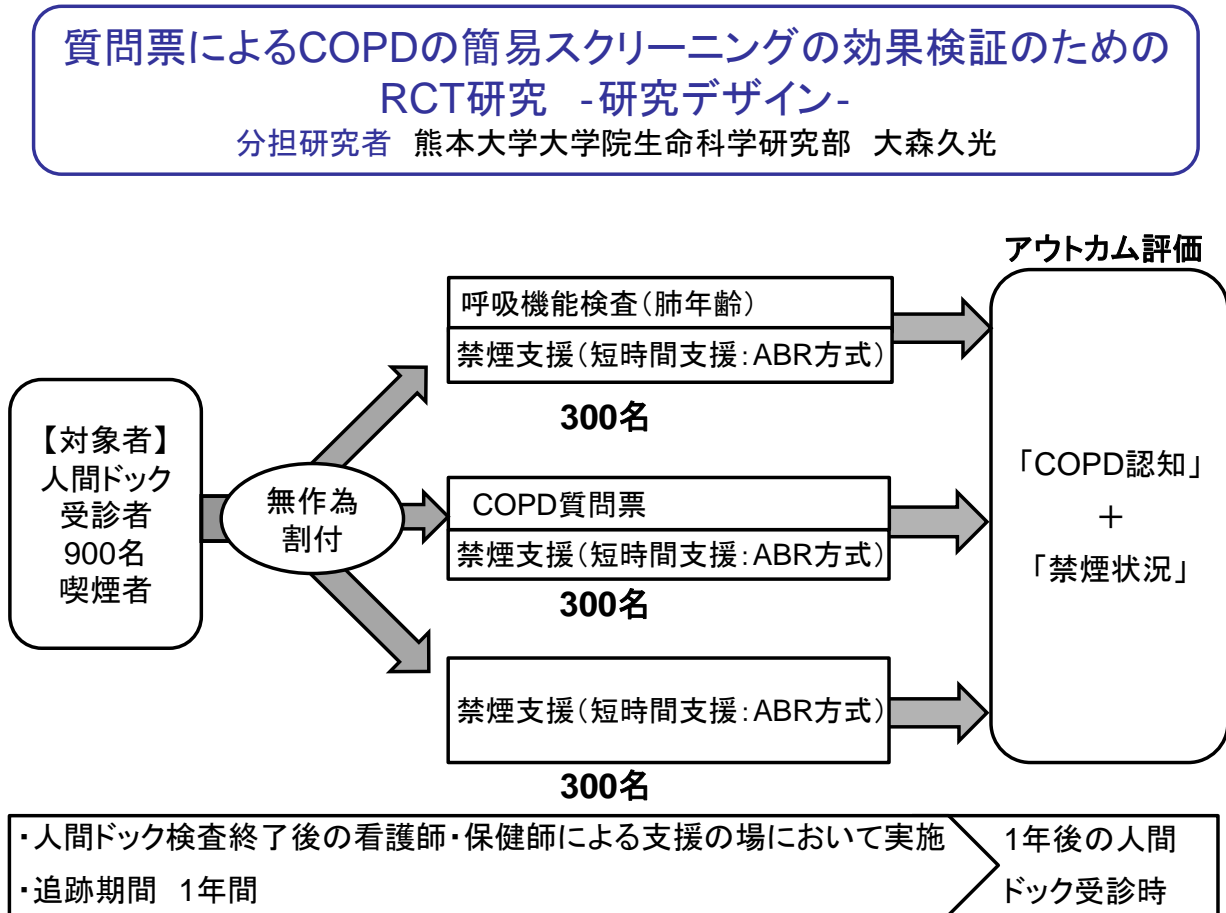 質問票によるCOPDの簡易スクリーニングの効果検証のための
RCT研究 -研究デザイン-
分担研究者 熊本大学大学院生命科学研究部 大森久光
アウトカム評価
呼吸機能検査(肺年齢)
禁煙支援(短時間支援:ABR方式)
300名
【対象者】
人間ドック
受診者
900名
喫煙者
無作為
割付
COPD質問票
禁煙支援(短時間支援:ABR方式)
300名
禁煙支援(短時間支援:ABR方式)
300名
「COPD認知」
+
「禁煙状況」
・人間ドック検査終了後の看護師・保健師による支援の場において実施
・追跡期間 1年間
1年後の人間
ドック受診時